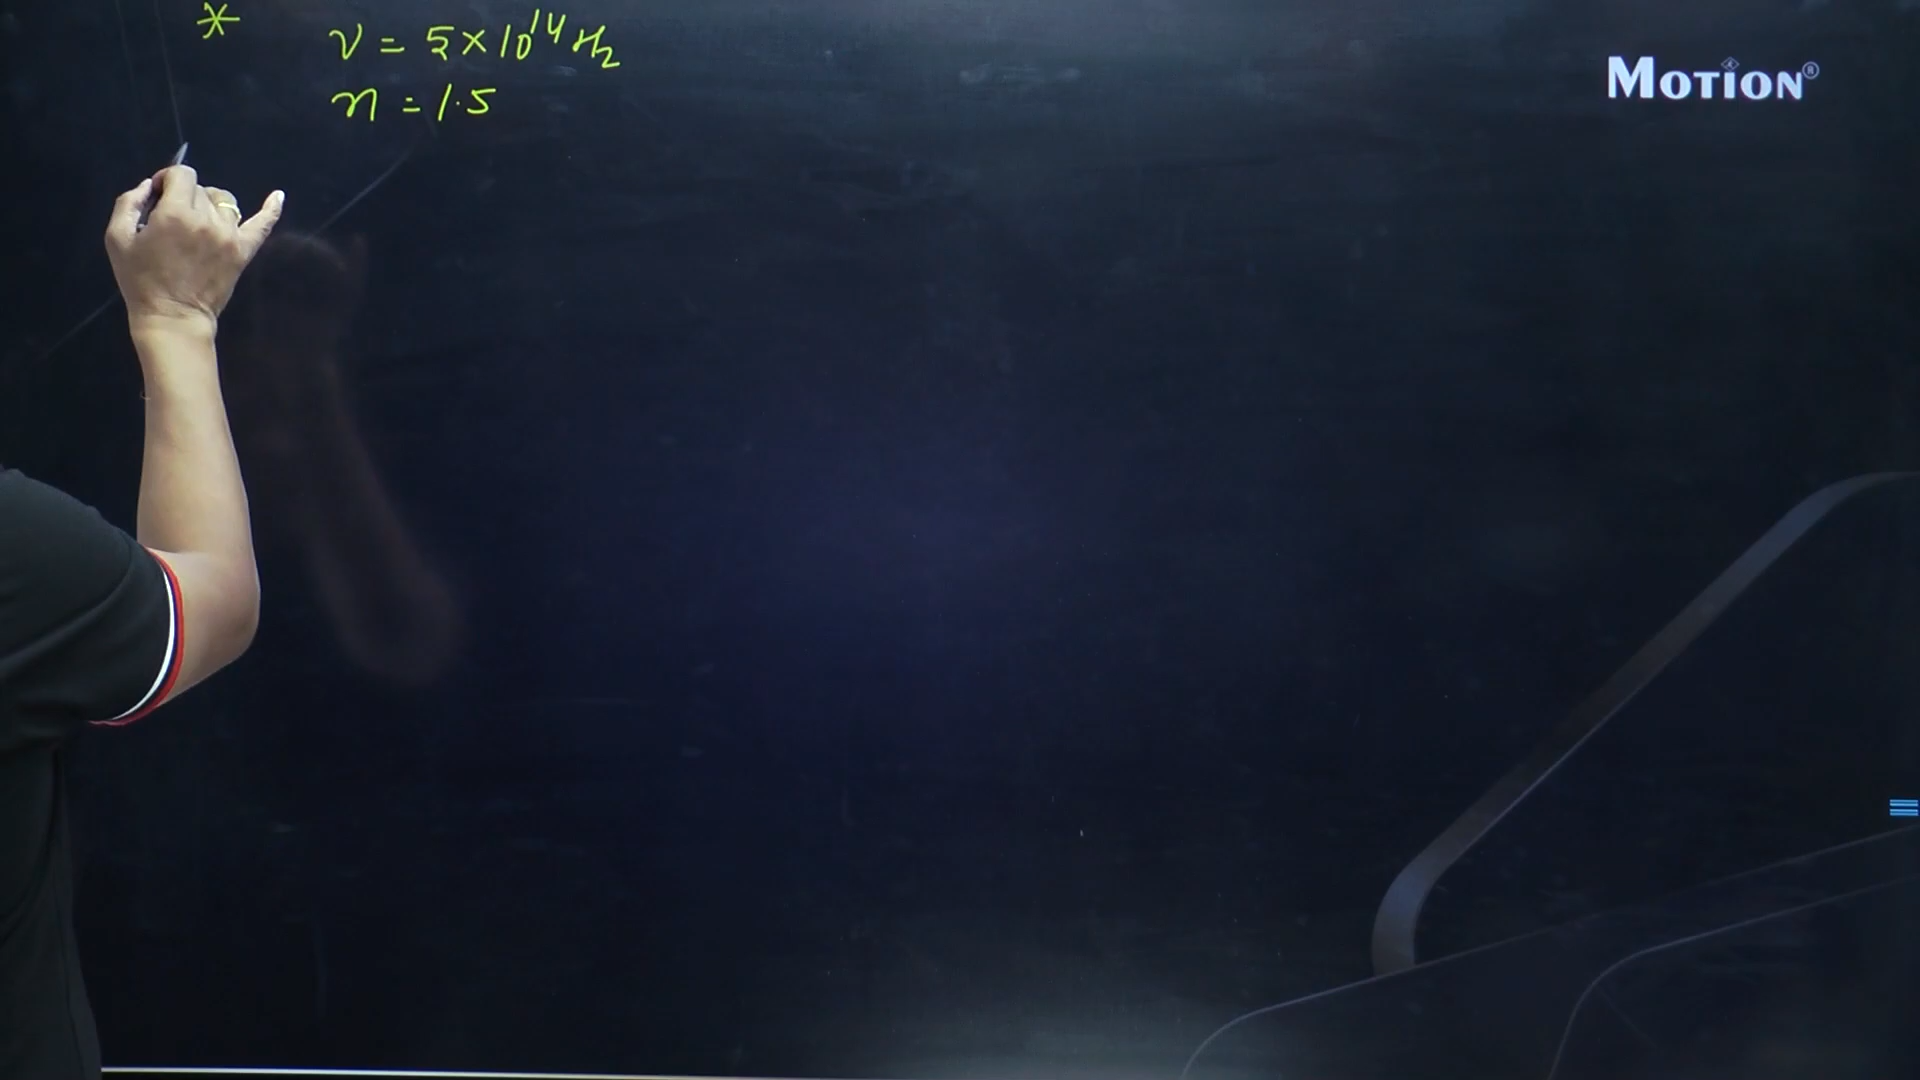 * ν = 5 × 10¹⁴ Hz
n = 1.5
MOTION®